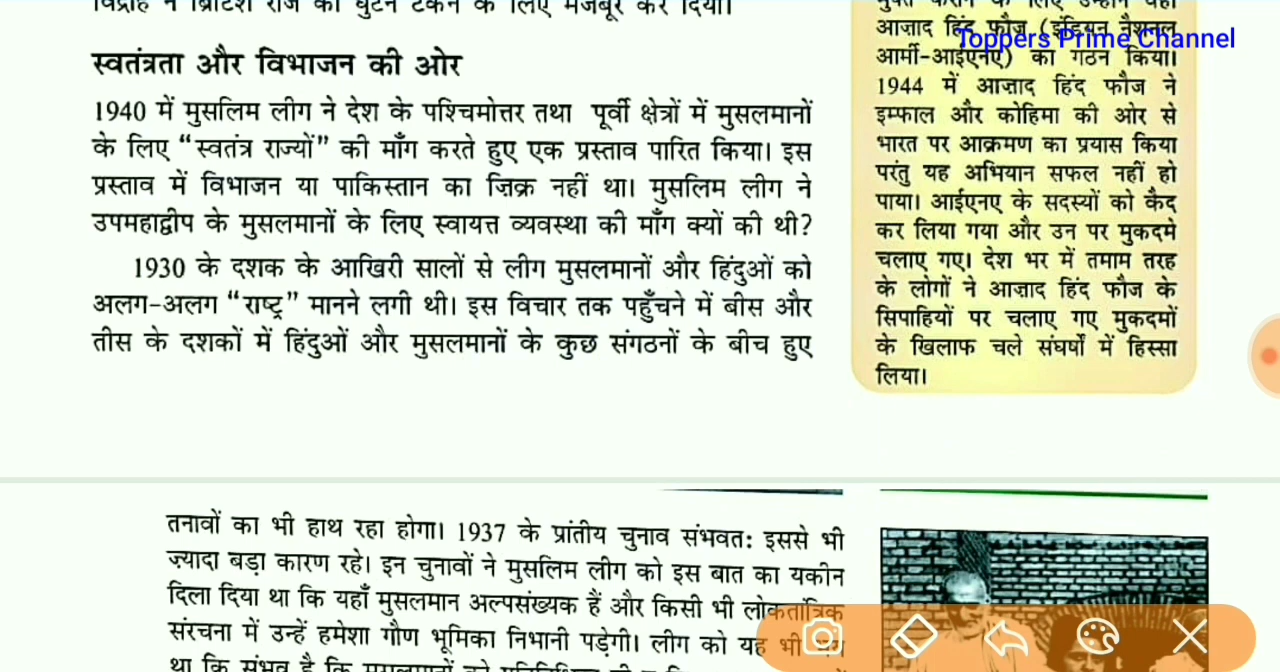 विद्रोह ने ब्रिटिश राज को घुटने टेकने के लिए मजबूर कर दिया।
स्वतंत्रता और विभाजन की ओर
1940 में मुसलिम लीग ने देश के पश्चिमोत्तर तथा पूर्वी क्षेत्रों में मुसलमानों
के लिए “स्वतंत्र राज्यों” की माँग करते हुए एक प्रस्ताव पारित किया। इस
प्रस्ताव में विभाजन या पाकिस्तान का ज़िक्र नहीं था। मुसलिम लीग ने
उपमहाद्वीप के मुसलमानों के लिए स्वायत्त व्यवस्था की माँग क्यों की थी?
1930 के दशक के आखिरी सालों से लीग मुसलमानों और हिंदुओं को
अलग-अलग “राष्ट्र” मानने लगी थी। इस विचार तक पहुँचने में बीस और
तीस के दशकों में हिंदुओं और मुसलमानों के कुछ संगठनों के बीच हुए
मुक्त कराने के लिए उन्होंने वहाँ
आज़ाद हिंद फौज (इंडियन नैशनल
Toppers Prime Channel
आर्मी-आईएनए) का गठन किया।
1944 में आज़ाद हिंद फौज ने
इम्फाल और कोहिमा की ओर से
भारत पर आक्रमण का प्रयास किया
परंतु यह अभियान सफल नहीं हो
पाया। आईएनए के सदस्यों को कैद
कर लिया गया और उन पर मुकदमे
चलाए गए। देश भर में तमाम तरह
के लोगों ने आज़ाद हिंद फौज के
सिपाहियों पर चलाए गए मुकदमों
के खिलाफ चले संघर्षों में हिस्सा
लिया।
तनावों का भी हाथ रहा होगा। 1937 के प्रांतीय चुनाव संभवतः इससे भी
ज़्यादा बड़ा कारण रहे। इन चुनावों ने मुसलिम लीग को इस बात का यकीन
दिला दिया था कि यहाँ मुसलमान अल्पसंख्यक हैं और किसी भी लोकतांत्रिक
संरचना में उन्हें हमेशा गौण भूमिका निभानी पड़ेगी। लीग को यह भी
था कि संभव है कि मुसलमानों को